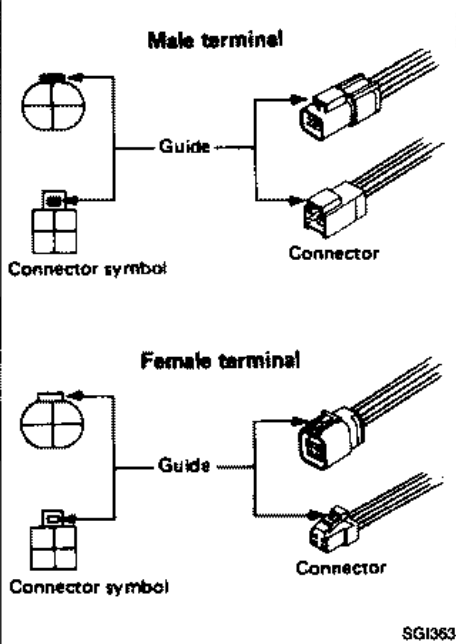 Male terminal
Guide
Connector symbol
Connector
Female terminal
Guide
Connector symbol
Connector
SGI363